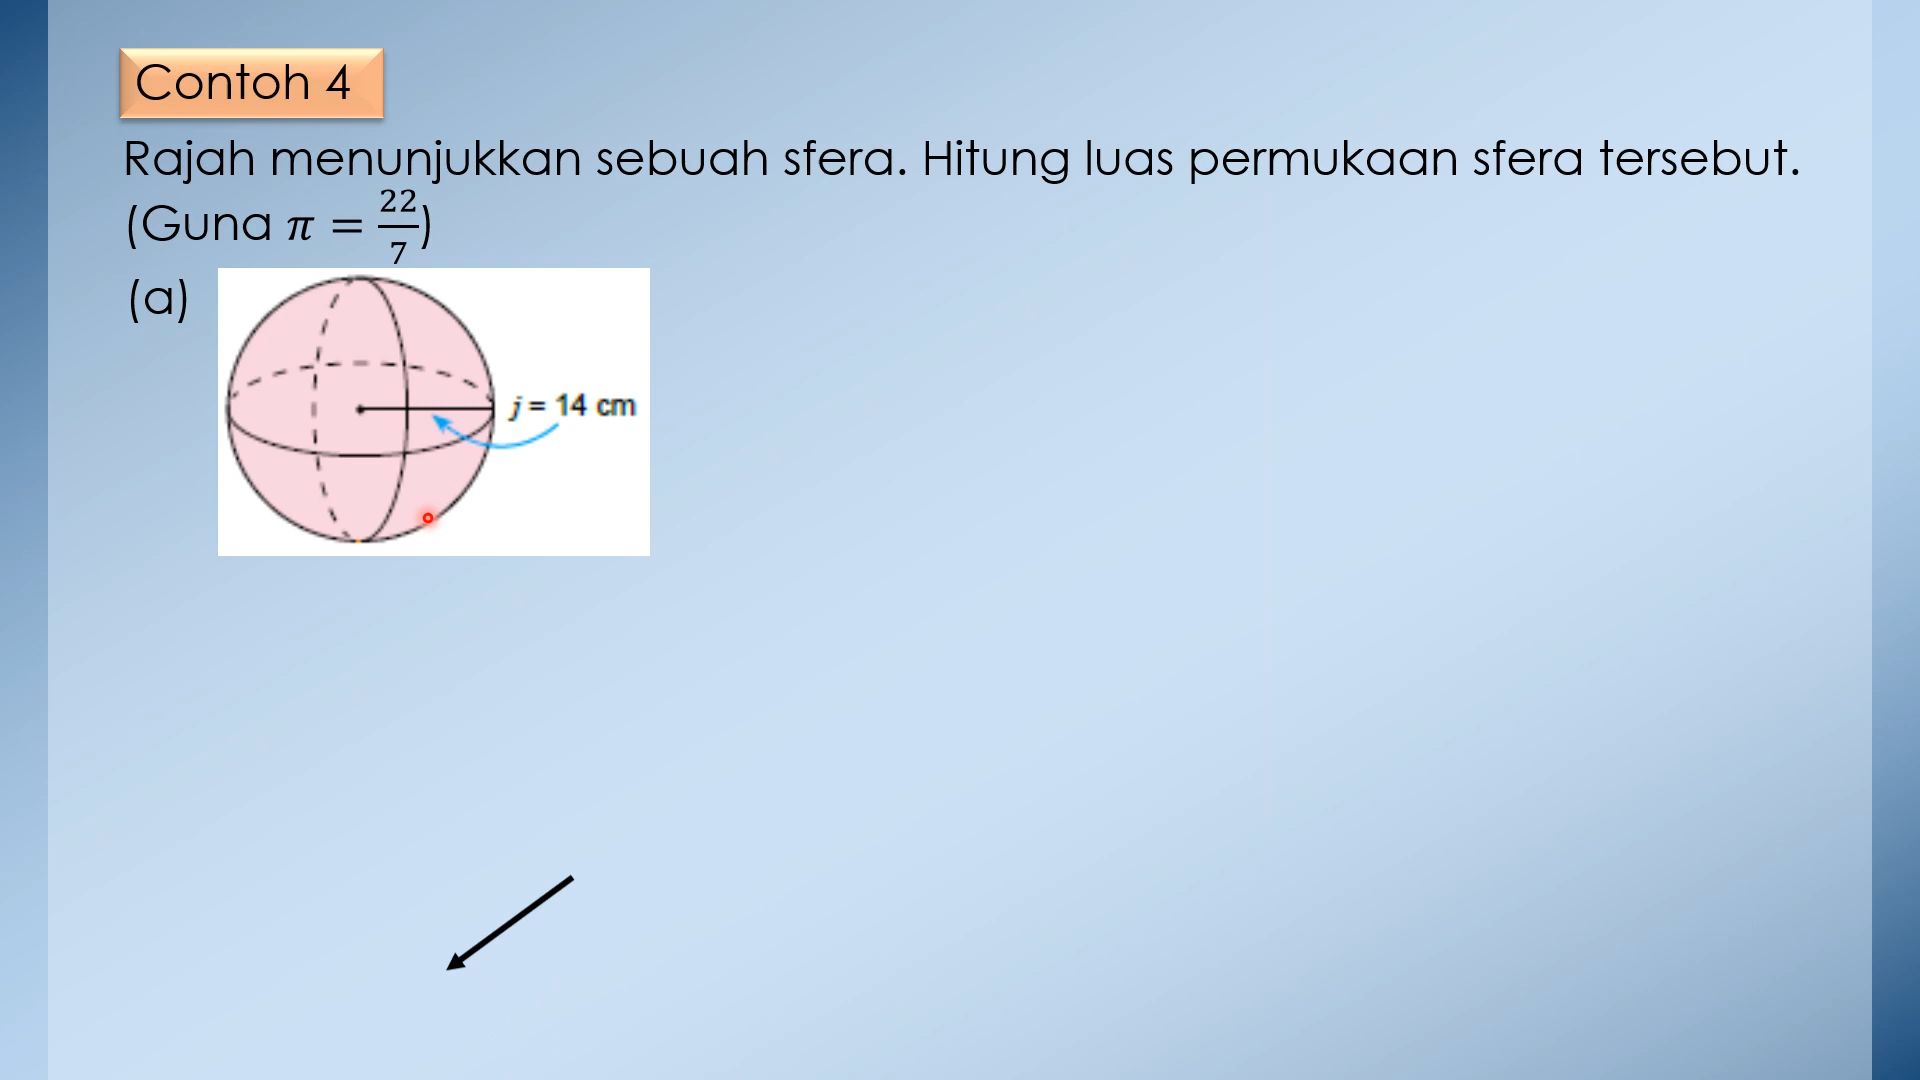 Contoh 4
Rajah menunjukkan sebuah sfera. Hitung luas permukaan sfera tersebut.
(Guna 𝜋 = 22/7)
(a)
j = 14 cm